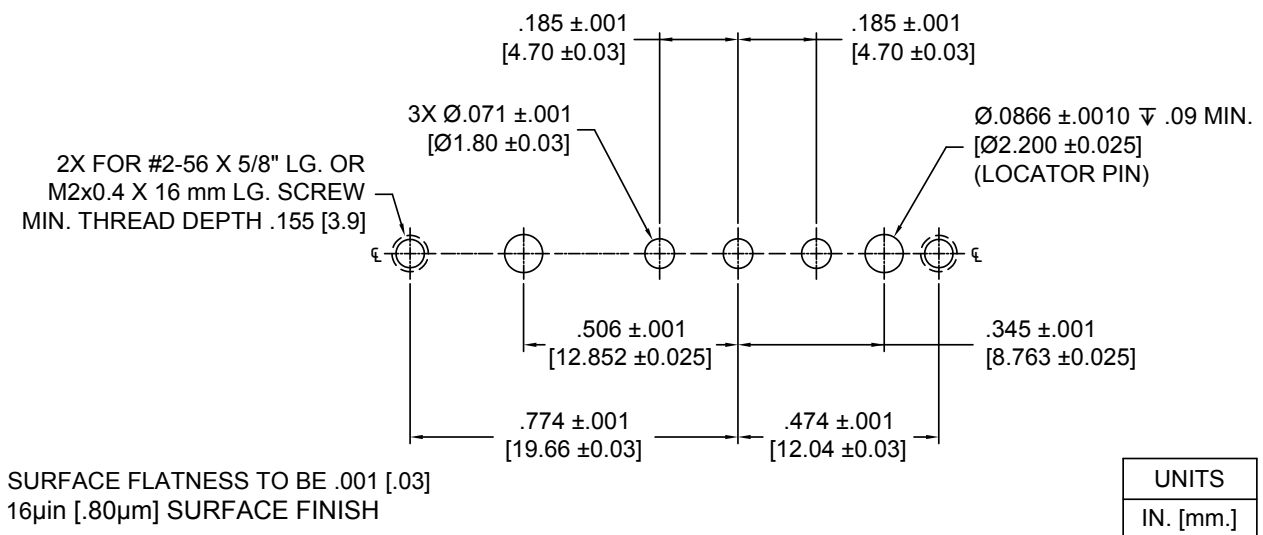 .185 ±.001
[4.70 ±0.03]
.185 ±.001
[4.70 ±0.03]
3X Ø.071 ±.001
[Ø1.80 ±0.03]
Ø.0866 ±.0010 ↧ .09 MIN.
[Ø2.200 ±0.025]
(LOCATOR PIN)
2X FOR #2-56 X 5/8" LG. OR
M2x0.4 X 16 mm LG. SCREW
MIN. THREAD DEPTH .155 [3.9]
℄
℄
.506 ±.001
[12.852 ±0.025]
.345 ±.001
[8.763 ±0.025]
.774 ±.001
[19.66 ±0.03]
.474 ±.001
[12.04 ±0.03]
SURFACE FLATNESS TO BE .001 [.03]
16µin [.80µm] SURFACE FINISH
UNITS
IN. [mm.]